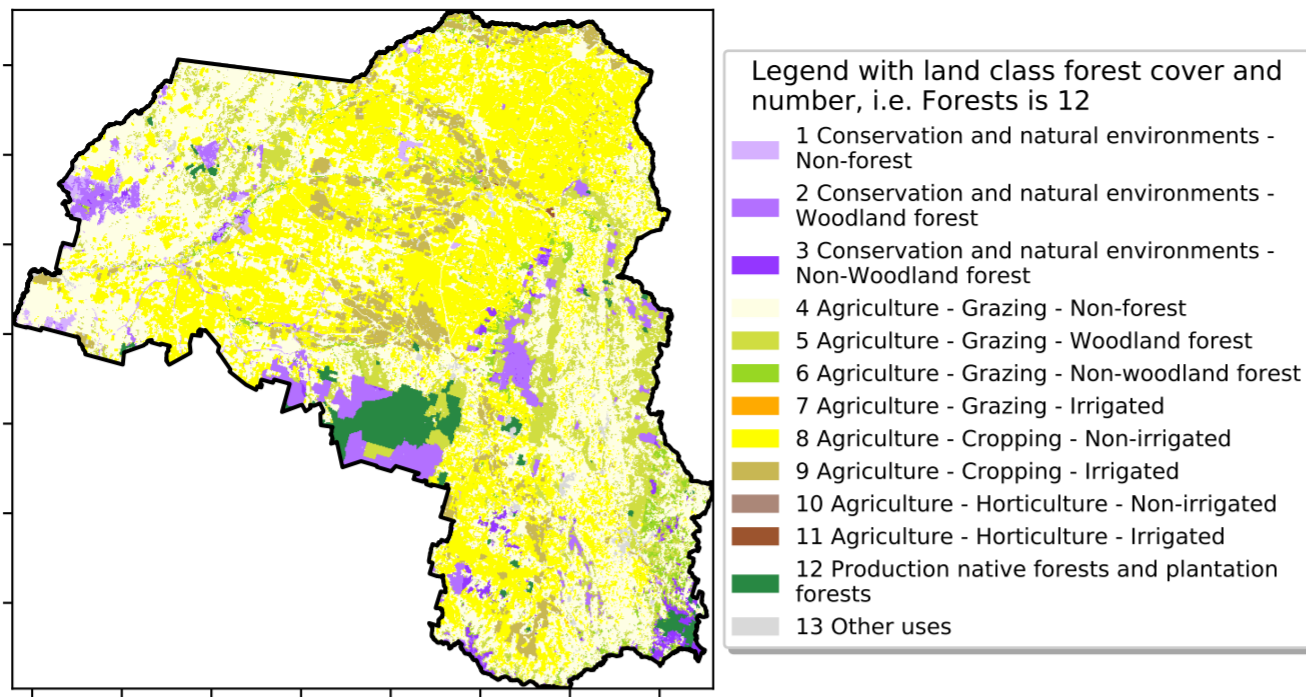 Legend with land class forest cover and
number, i.e. Forests is 12
1 Conservation and natural environments -
Non-forest
2 Conservation and natural environments -
Woodland forest
3 Conservation and natural environments -
Non-Woodland forest
4 Agriculture - Grazing - Non-forest
5 Agriculture - Grazing - Woodland forest
6 Agriculture - Grazing - Non-woodland forest
7 Agriculture - Grazing - Irrigated
8 Agriculture - Cropping - Non-irrigated
9 Agriculture - Cropping - Irrigated
10 Agriculture - Horticulture - Non-irrigated
11 Agriculture - Horticulture - Irrigated
12 Production native forests and plantation
forests
13 Other uses